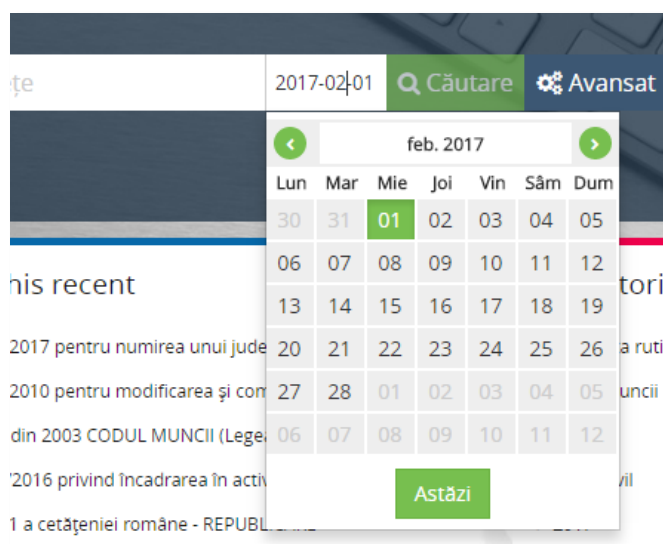 ețe 2017-02-01 Căutare Avansat
feb. 2017
Lun Mar Mie Joi Vin Sâm Dum
30 31 01 02 03 04 05
06 07 08 09 10 11 12
13 14 15 16 17 18 19
20 21 22 23 24 25 26
27 28 01 02 03 04 05
06 07 08 09 10 11 12
Astăzi
his recent
2017 pentru numirea unui jude
2010 pentru modificarea și com
din 2003 CODUL MUNCII (Lege
/2016 privind încadrarea în activ
1 a cetățeniei române - REPUBL
tori
a ruti
uncii
vil